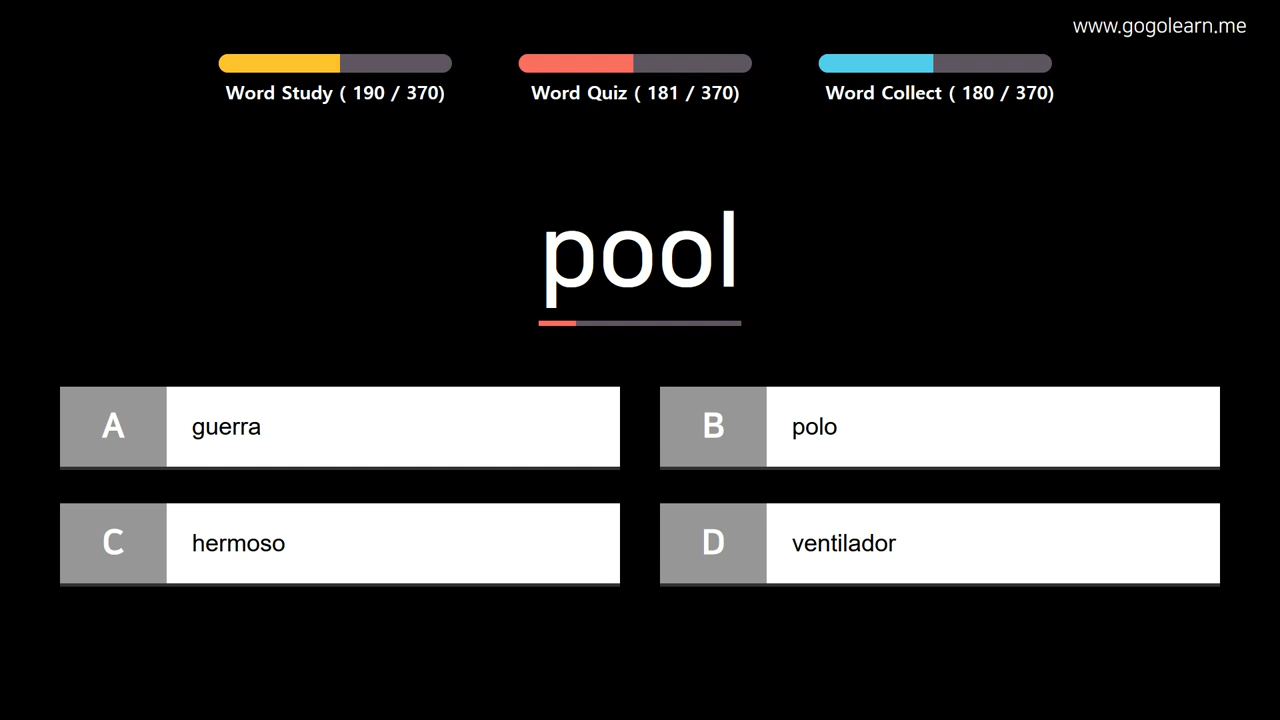 www.gogolearn.me
Word Study ( 190 / 370)
Word Quiz ( 181 / 370)
Word Collect ( 180 / 370)
pool
A
guerra
B
polo
C
hermoso
D
ventilador